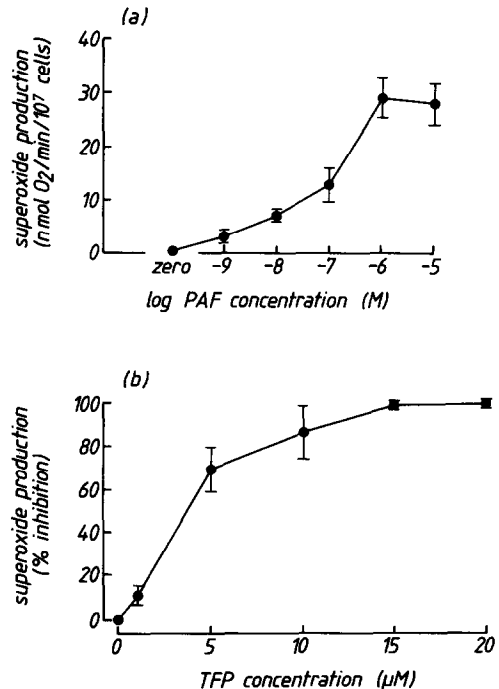 (a)
superoxide production
(nmol O2/min/10⁷ cells)
40
30
20
10
0
zero -9 -8 -7 -6 -5
log PAF concentration (M)
(b)
superoxide production
(% inhibition)
100
80
60
40
20
0
0 5 10 15 20
TFP concentration (µM)